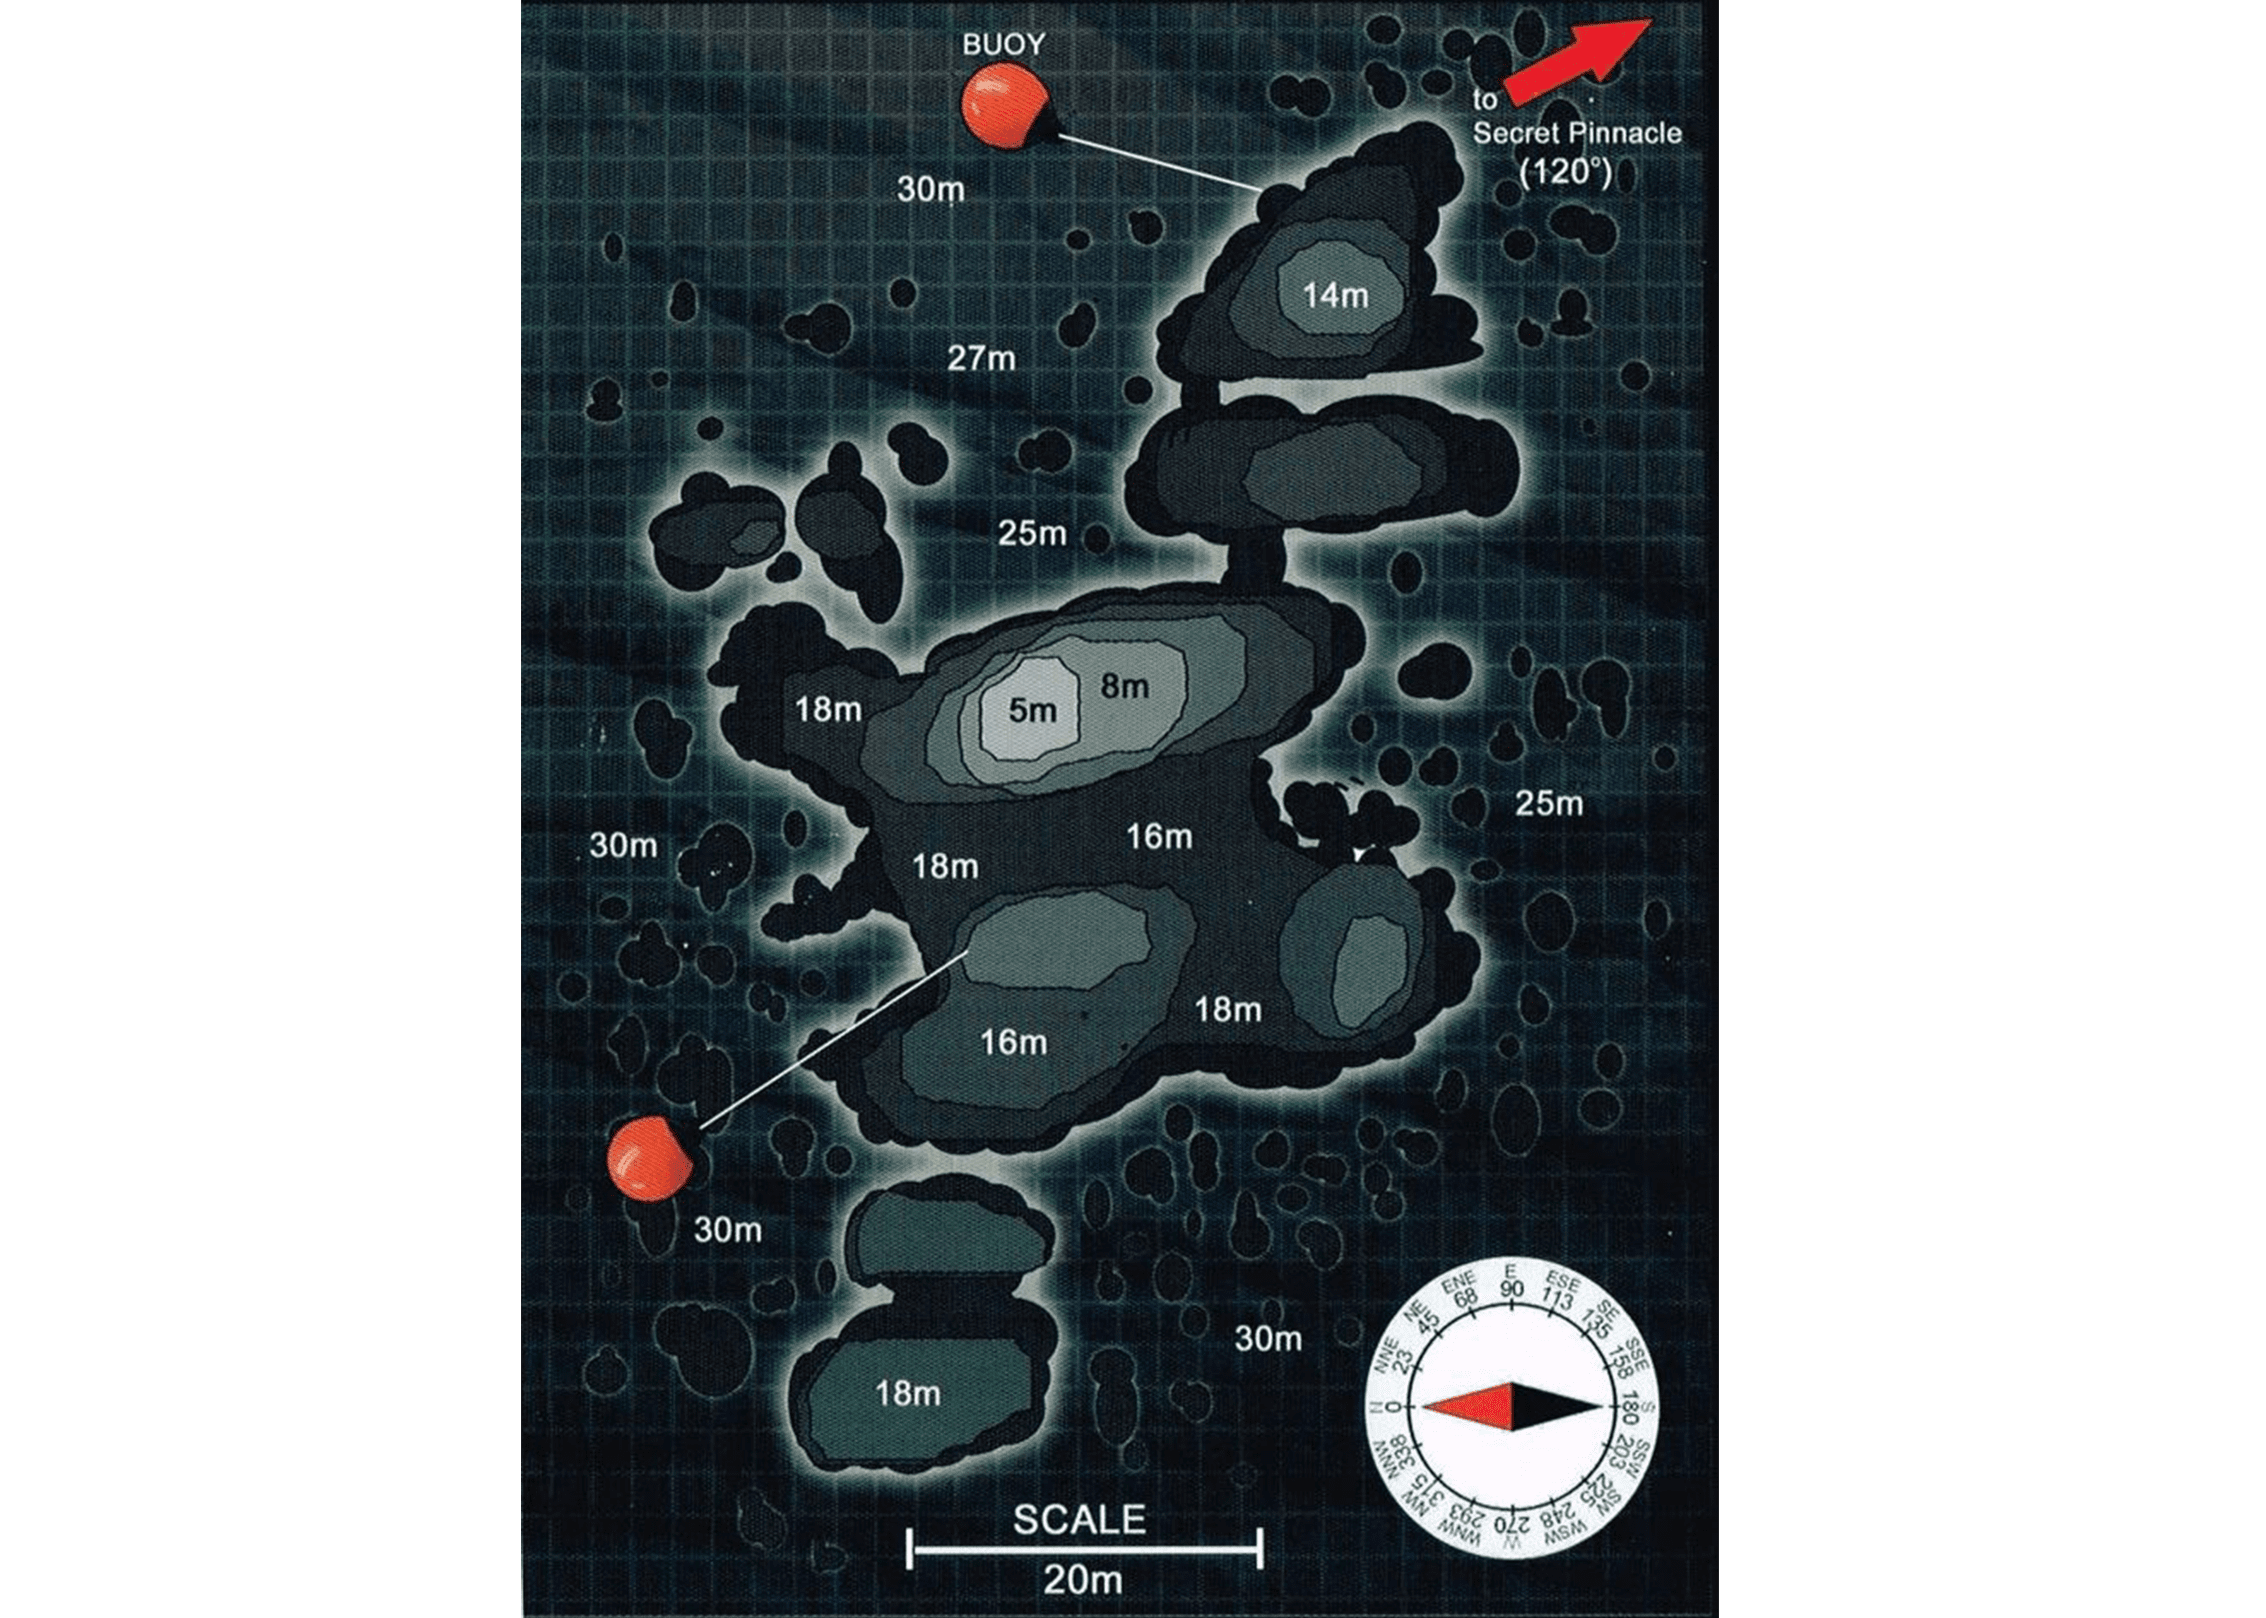 BUOY
to
Secret Pinnacle
(120°)
30m
14m
27m
25m
18m
5m
8m
25m
30m
18m
16m
18m
16m
30m
30m
18m
SCALE
20m
E
90
ESE
113
SE
135
SSE
158
S
180
SSW
203
SW
225
WSW
248
W
270
WNW
293
NW
315
NNW
338
N
0
NNE
23
NE
45
ENE
68